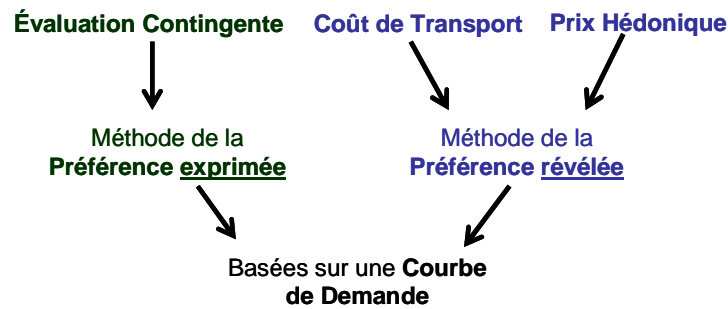 Évaluation Contingente Coût de Transport Prix Hédonique
Méthode de la Méthode de la
Préférence exprimée Préférence révélée
Basées sur une Courbe
de Demande